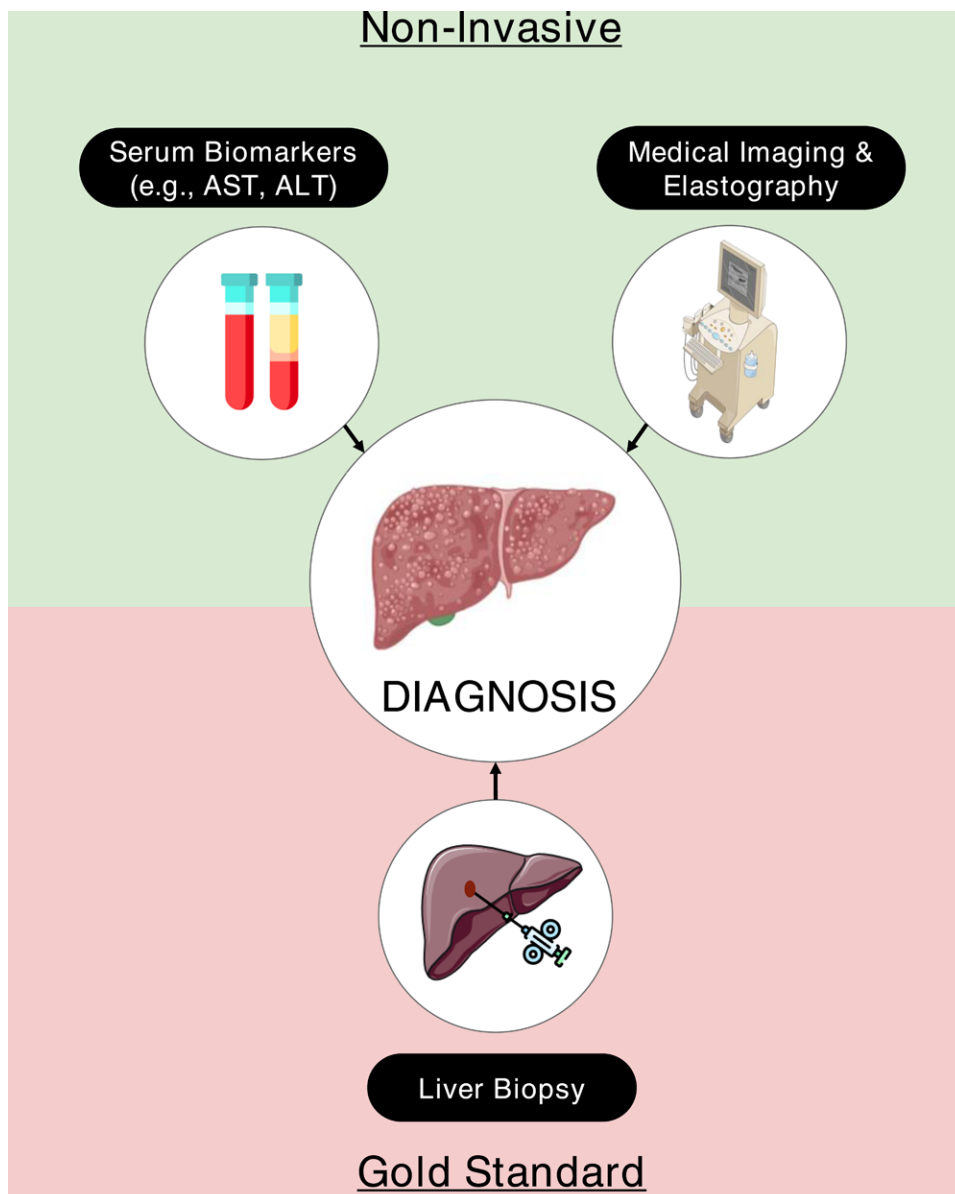 Non-Invasive
Serum Biomarkers
(e.g., AST, ALT)
Medical Imaging &
Elastography
DIAGNOSIS
Liver Biopsy
Gold Standard